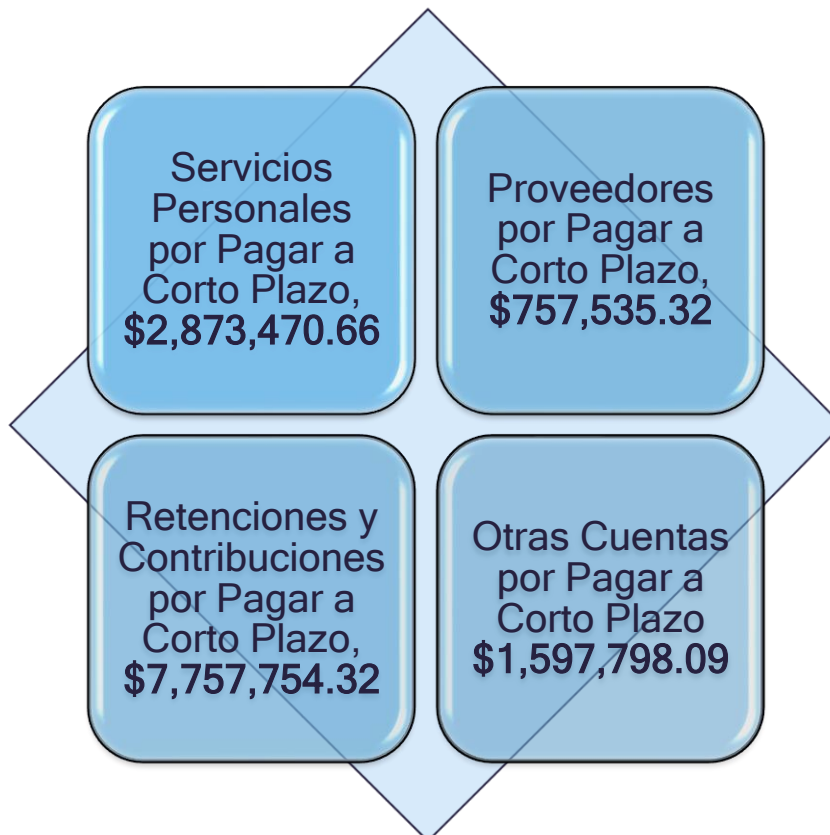 Servicios
Personales
por Pagar a
Corto Plazo,
$2,873,470.66
Proveedores
por Pagar a
Corto Plazo,
$757,535.32
Retenciones y
Contribuciones
por Pagar a
Corto Plazo,
$7,757,754.32
Otras Cuentas
por Pagar a
Corto Plazo
$1,597,798.09